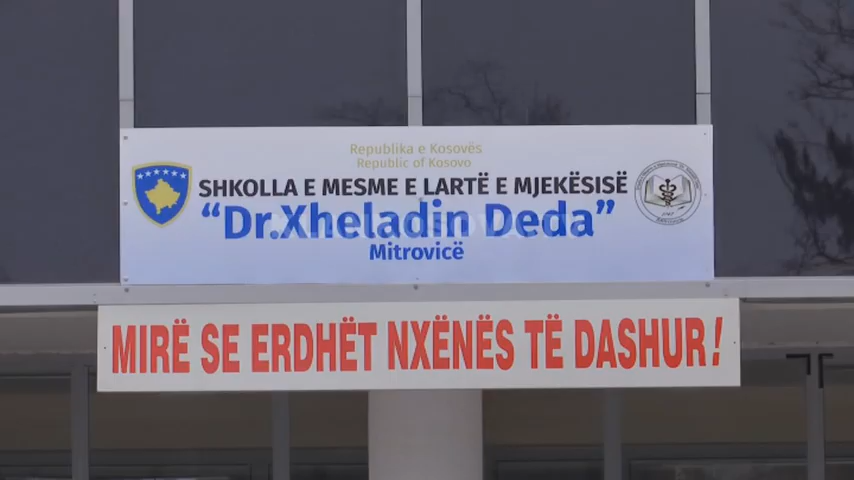 Republika e Kosovës
Republic of Kosovo
SHKOLLA E MESME E LARTË E MJEKËSISË
“Dr.Xheladin Deda”
Mitrovicë
MIRË SE ERDHËT NXËNËS TË DASHUR!